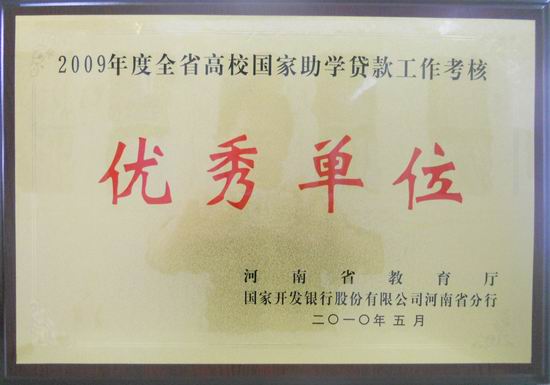 2009年度全省高校国家助学贷款工作考核
优秀单位
河南省教育厅
国家开发银行股份有限公司河南省分行
二〇一〇年五月